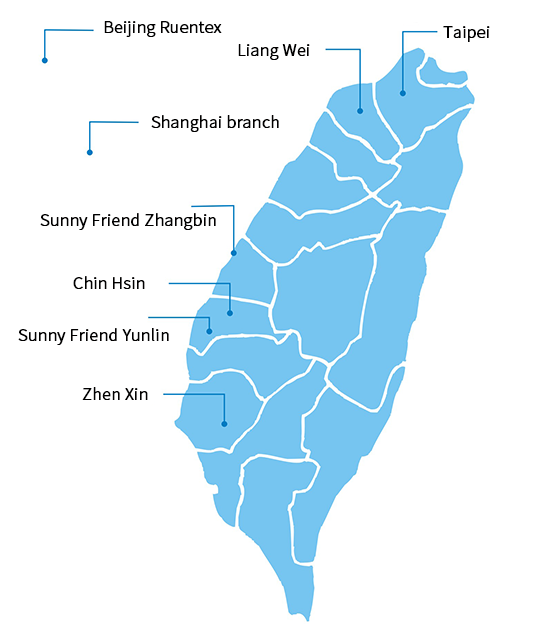 Beijing Ruentex
Taipei
Liang Wei
Shanghai branch
Sunny Friend Zhangbin
Chin Hsin
Sunny Friend Yunlin
Zhen Xin